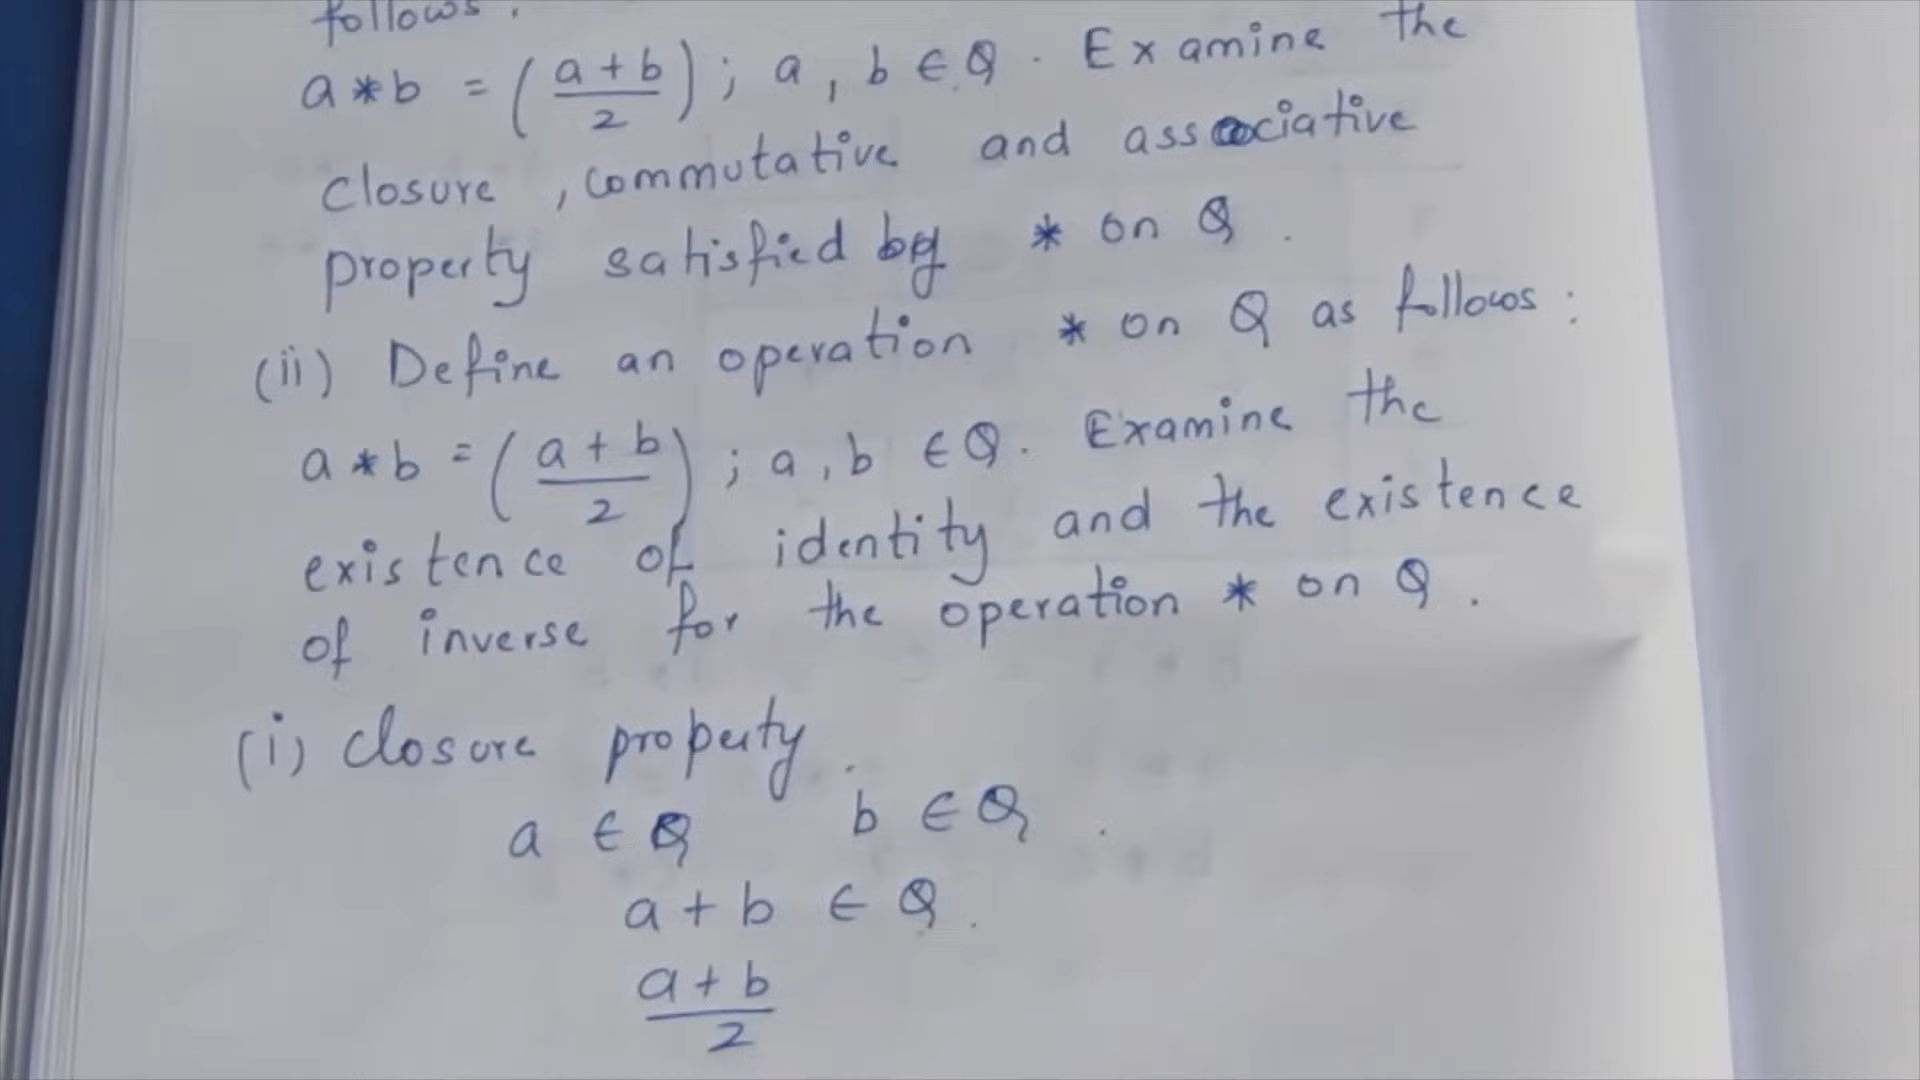 follows.
a * b = (a+b/2) ; a, b ∈ Q. Examine the
closure, commutative and associative
property satisfied by * on Q.
(ii) Define an operation * on Q as follows:
a * b = (a+b/2) ; a, b ∈ Q. Examine the
existence of identity and the existence
of inverse for the operation * on Q.
(i) closure property.
a ∈ Q b ∈ Q.
a + b ∈ Q.
a+b/2